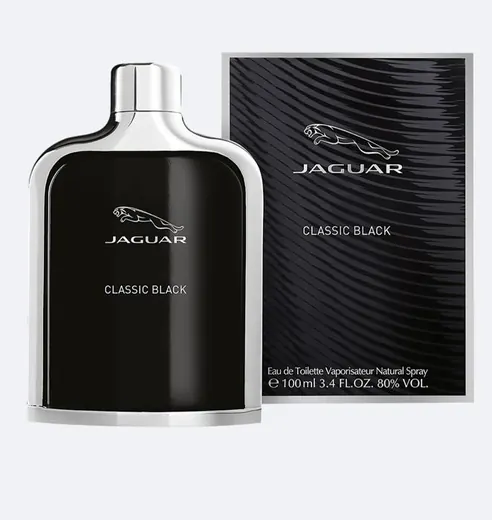 JAGUAR
CLASSIC BLACK
JAGUAR
CLASSIC BLACK
Eau de Toilette Vaporisateur Natural Spray
℮ 100 ml 3.4 FL.OZ. 80% VOL.